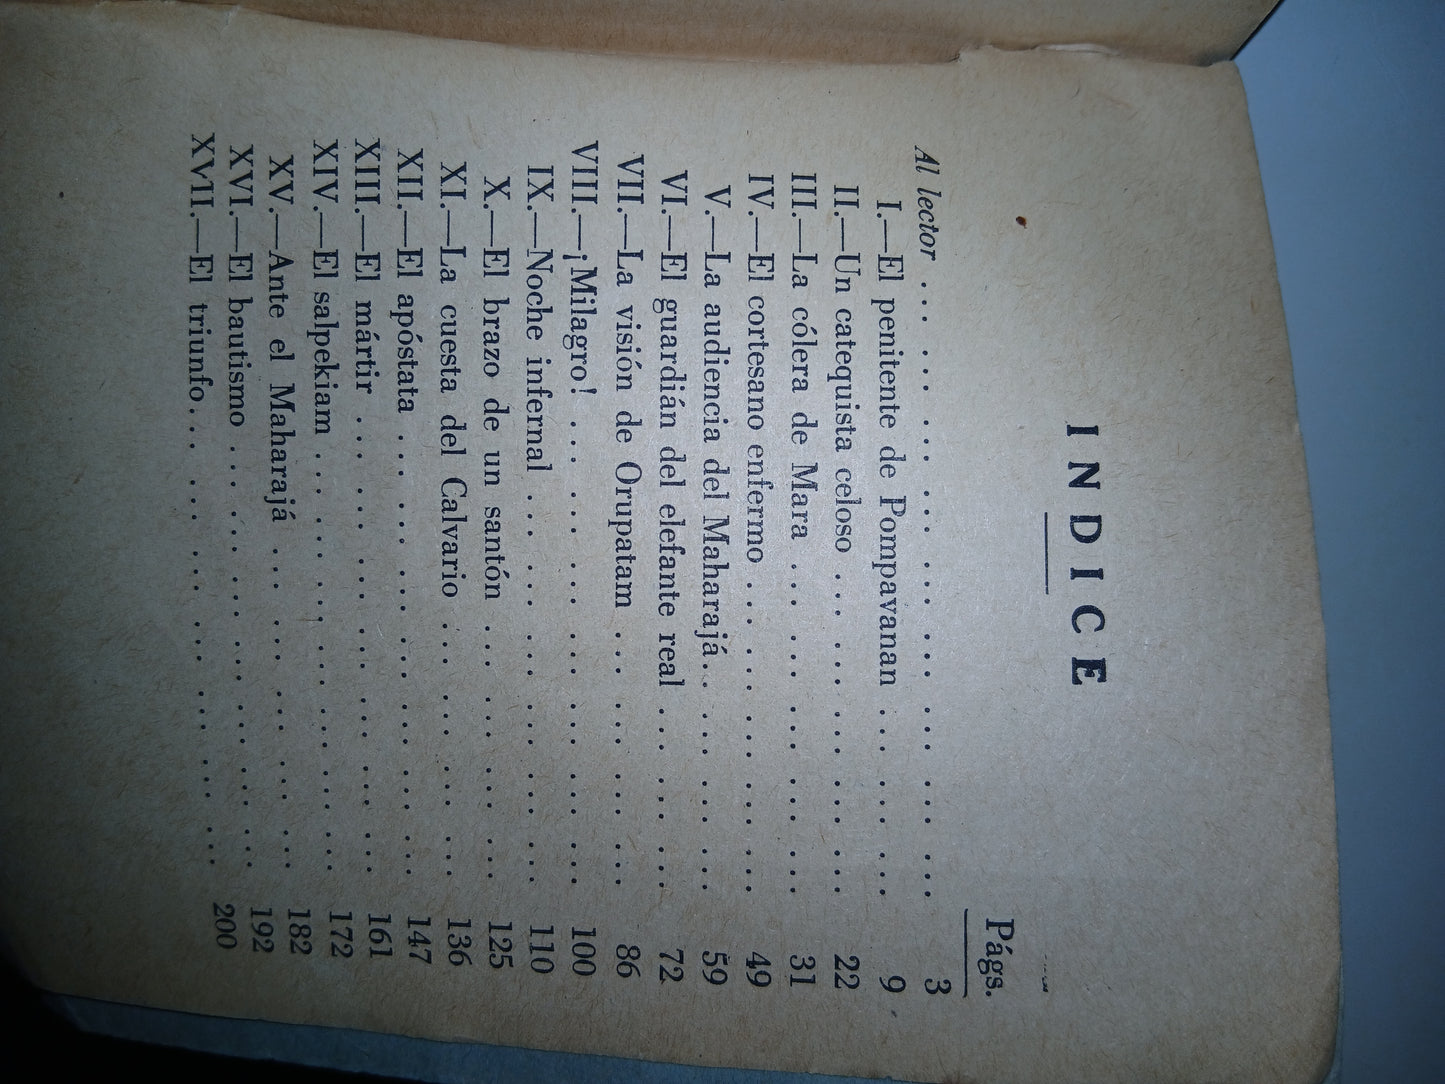 INDICE
Págs.
Al lector ... ... ... ... ... ... ... ... ... ... 3
I.—El penitente de Pompavanan ... ... ... 9
II.—Un catequista celoso ... ... ... ... ... 22
III.—La cólera de Mara ... ... ... ... ... 31
IV.—El cortesano enfermo ... ... ... ... ... 49
V.—La audiencia del Maharajá... ... ... ... 59
VI.—El guardián del elefante real ... ... ... 72
VII.—La visión de Orupatam ... ... ... ... 86
VIII.—¡Milagro! ... ... ... ... ... ... ... 100
IX.—Noche infernal ... ... ... ... ... ... 110
X.—El brazo de un santón ... ... ... ... 125
XI.—La cuesta del Calvario ... ... ... ... 136
XII.—El apóstata ... ... ... ... ... ... ... 147
XIII.—El mártir ... ... ... ... ... ... ... 161
XIV.—El salpekiam ... ... ... ... ... ... 172
XV.—Ante el Maharajá ... ... ... ... ... 182
XVI.—El bautismo ... ... ... ... ... ... ... 192
XVII.—El triunfo... ... ... ... ... ... ... 200